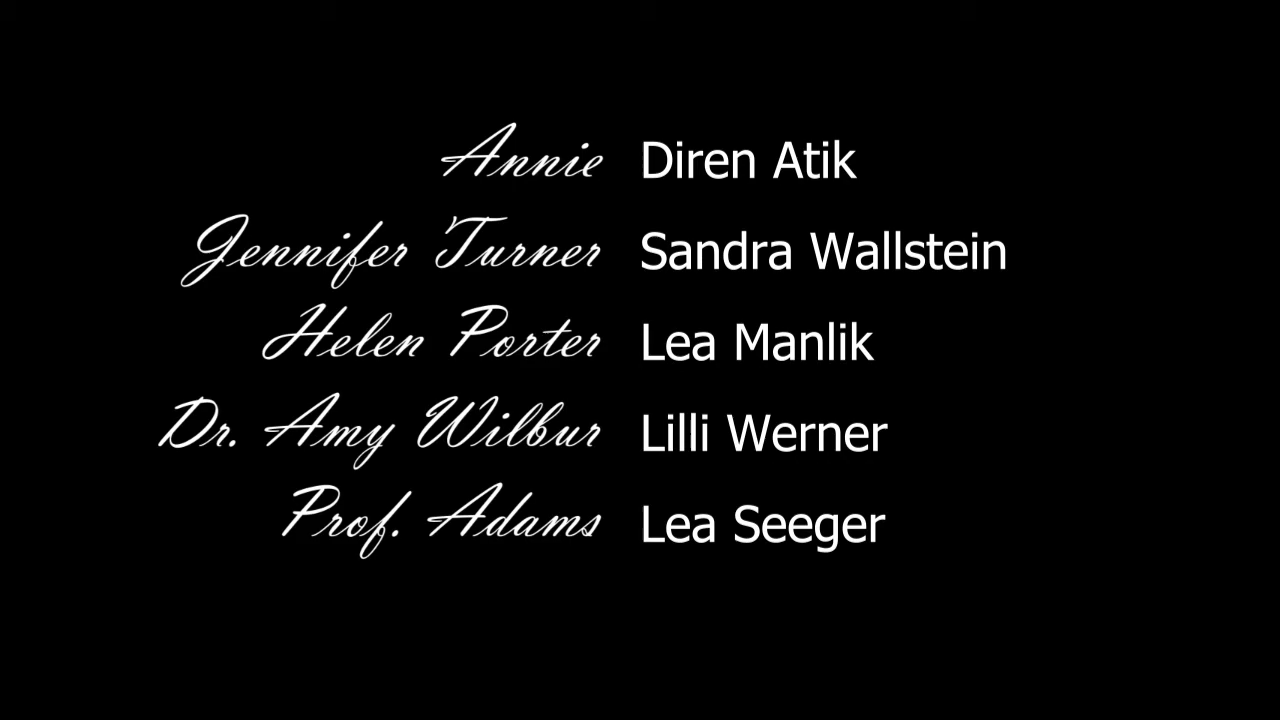 Annie Diren Atik
Jennifer Turner Sandra Wallstein
Helen Porter Lea Manlik
Dr. Amy Wilbur Lilli Werner
Prof. Adams Lea Seeger